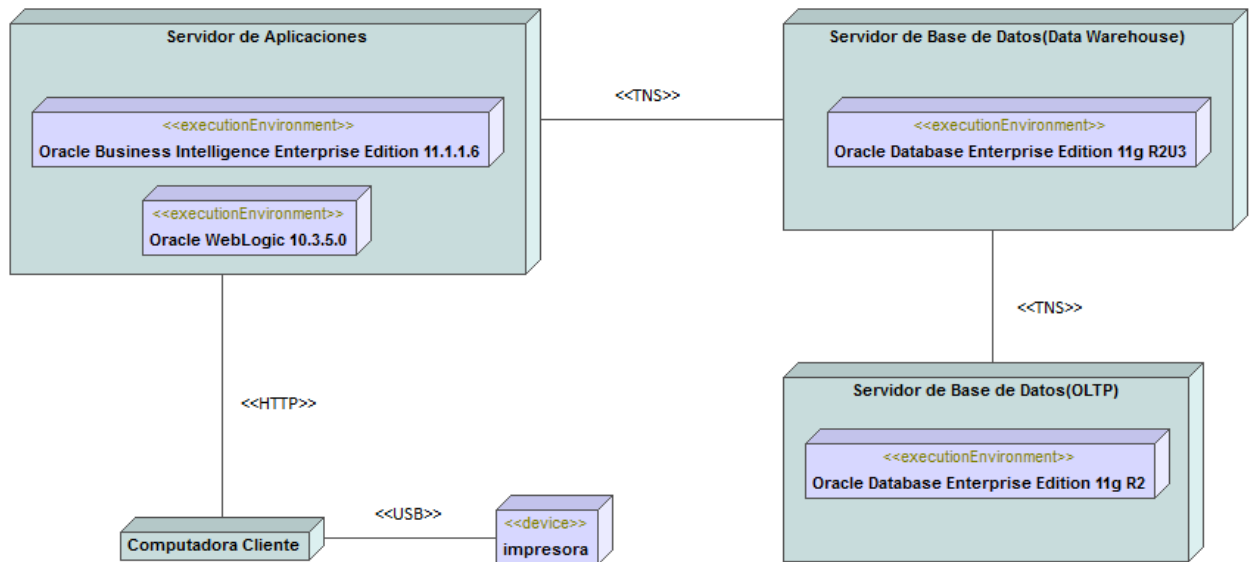 Servidor de Aplicaciones
<<executionEnvironment>>
Oracle Business Intelligence Enterprise Edition 11.1.1.6
<<executionEnvironment>>
Oracle WebLogic 10.3.5.0
<<TNS>>
Servidor de Base de Datos(Data Warehouse)
<<executionEnvironment>>
Oracle Database Enterprise Edition 11g R2U3
<<TNS>>
Servidor de Base de Datos(OLTP)
<<executionEnvironment>>
Oracle Database Enterprise Edition 11g R2
<<HTTP>>
Computadora Cliente
<<USB>>
<<device>>
impresora